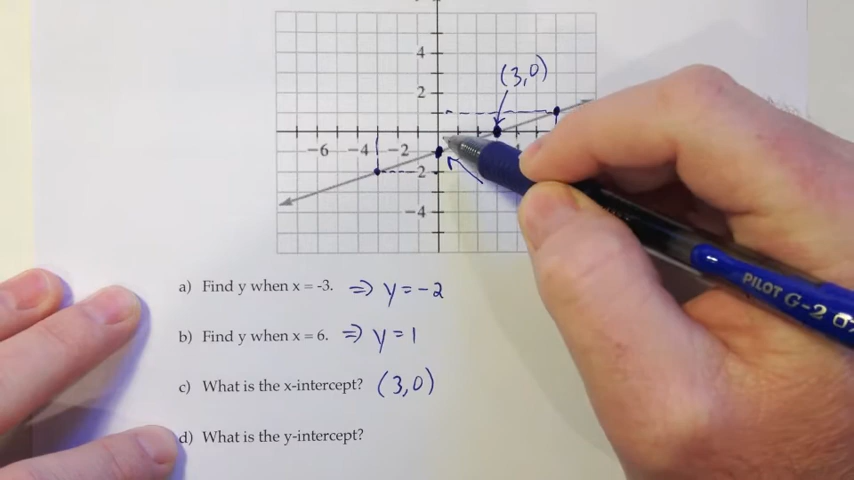 4
(3,0)
2
-6 -4 -2
-2
-4
a) Find y when x = -3. ⇒ y = -2
b) Find y when x = 6. ⇒ y = 1
c) What is the x-intercept? (3,0)
d) What is the y-intercept?
PILOT G-2 07